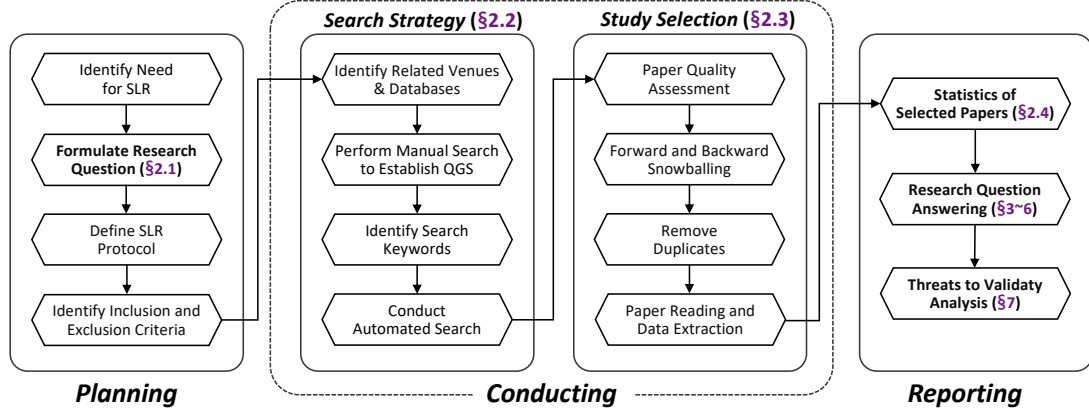 Search Strategy (§2.2)
Study Selection (§2.3)
Identify Need
for SLR
Formulate Research
Question (§2.1)
Define SLR
Protocol
Identify Inclusion and
Exclusion Criteria
Identify Related Venues
& Databases
Perform Manual Search
to Establish QGS
Identify Search
Keywords
Conduct
Automated Search
Paper Quality
Assessment
Forward and Backward
Snowballing
Remove
Duplicates
Paper Reading and
Data Extraction
Statistics of
Selected Papers (§2.4)
Research Question
Answering (§3~6)
Threats to Validaty
Analysis (§7)
Planning
Conducting
Reporting